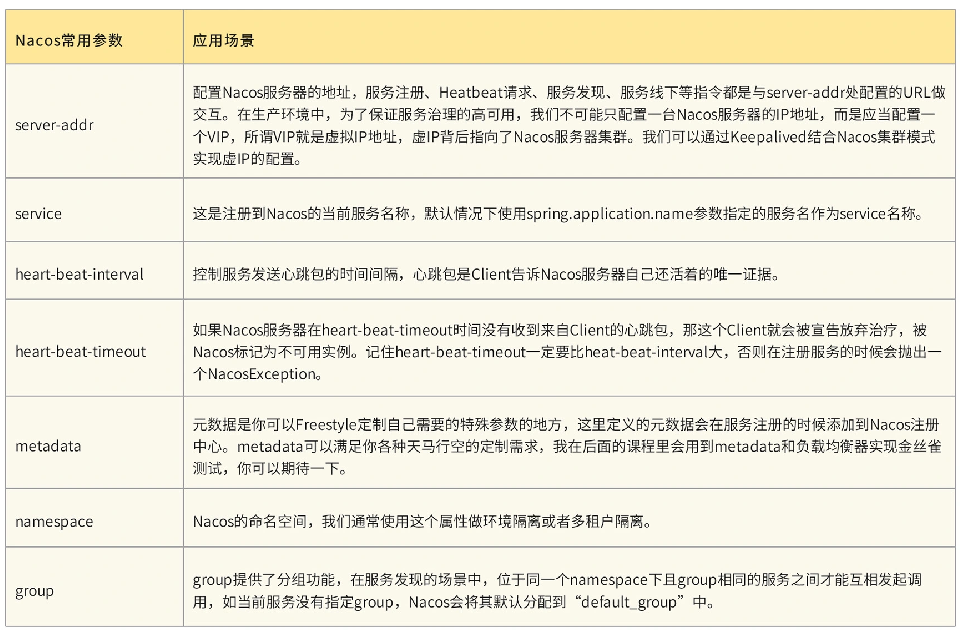 Nacos常用参数
应用场景
server-addr
配置Nacos服务器的地址，服务注册、Heatbeat请求、服务发现、服务线下等指令都是与server-addr处配置的URL做
交互。在生产环境中，为了保证服务治理的高可用，我们不可能只配置一台Nacos服务器的IP地址，而是应当配置一
个VIP，所谓VIP就是虚拟IP地址，虚IP背后指向了Nacos服务器集群。我们可以通过Keepalived结合Nacos集群模式
实现虚IP的配置。
service
这是注册到Nacos的当前服务名称，默认情况下使用spring.application.name参数指定的服务名作为service名称。
heart-beat-interval
控制服务发送心跳包的时间间隔，心跳包是Client告诉Nacos服务器自己还活着的唯一证据。
heart-beat-timeout
如果Nacos服务器在heart-beat-timeout时间没有收到来自Client的心跳包，那这个Client就会被宣告放弃治疗，被
Nacos标记为不可用实例。记住heart-beat-timeout一定要比heat-beat-interval大，否则在注册服务的时候会抛出一
个NacosException。
metadata
元数据是你可以Freestyle定制自己需要的特殊参数的地方，这里定义的元数据会在服务注册的时候添加到Nacos注册
中心。metadata可以满足你各种天马行空的定制需求，我在后面的课程里会用到metadata和负载均衡器实现金丝雀
测试，你可以期待一下。
namespace
Nacos的命名空间，我们通常使用这个属性做环境隔离或者多租户隔离。
group
group提供了分组功能，在服务发现的场景中，位于同一个namespace下且group相同的服务之间才能互相发起调
用，如当前服务没有指定group，Nacos会将其默认分配到“default_group”中。